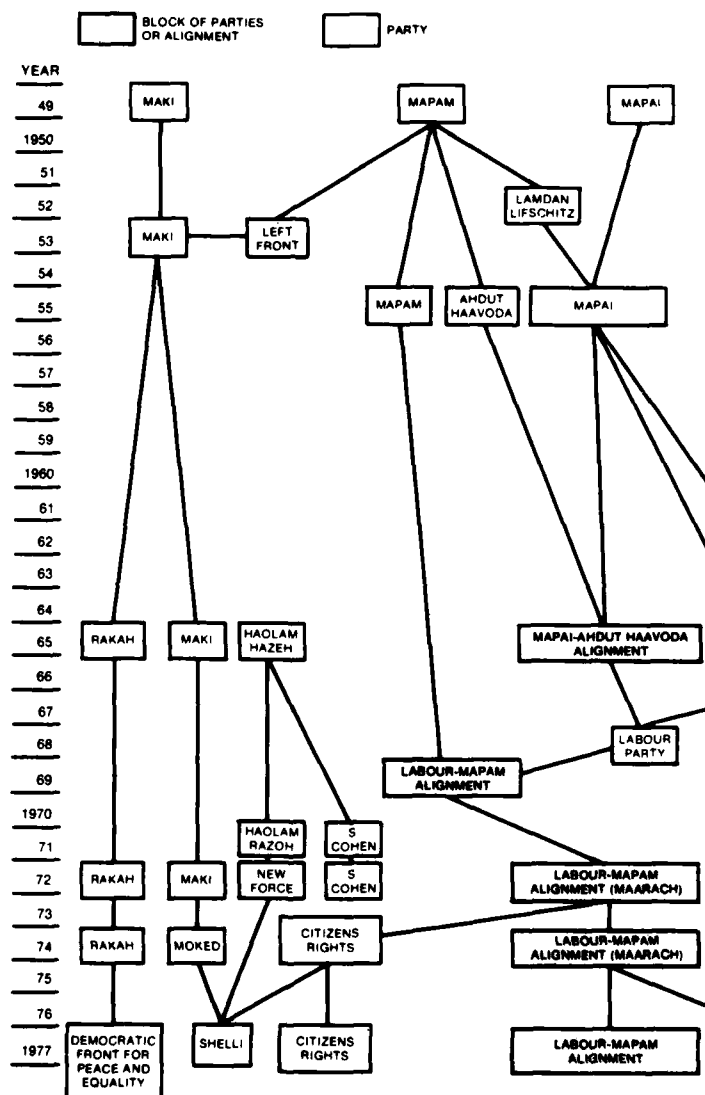 BLOCK OF PARTIES
OR ALIGNMENT
PARTY
YEAR
49
MAKI
MAPAM
MAPAI
1950
51
52
LAMDAN
LIFSCHITZ
53
MAKI
LEFT
FRONT
54
55
MAPAM
AHDUT
HAAVODA
MAPAI
56
57
58
59
1960
61
62
63
64
65
RAKAH
MAKI
HAOLAM
HAZEH
MAPAI-AHDUT HAAVODA
ALIGNMENT
66
67
68
LABOUR
PARTY
69
LABOUR-MAPAM
ALIGNMENT
1970
71
HAOLAM
RAZOH
S
COHEN
72
RAKAH
MAKI
NEW
FORCE
S
COHEN
LABOUR-MAPAM
ALIGNMENT (MAARACH)
73
74
RAKAH
MOKED
CITIZENS
RIGHTS
LABOUR-MAPAM
ALIGNMENT (MAARACH)
75
76
1977
DEMOCRATIC
FRONT FOR
PEACE AND
EQUALITY
SHELLI
CITIZENS
RIGHTS
LABOUR-MAPAM
ALIGNMENT